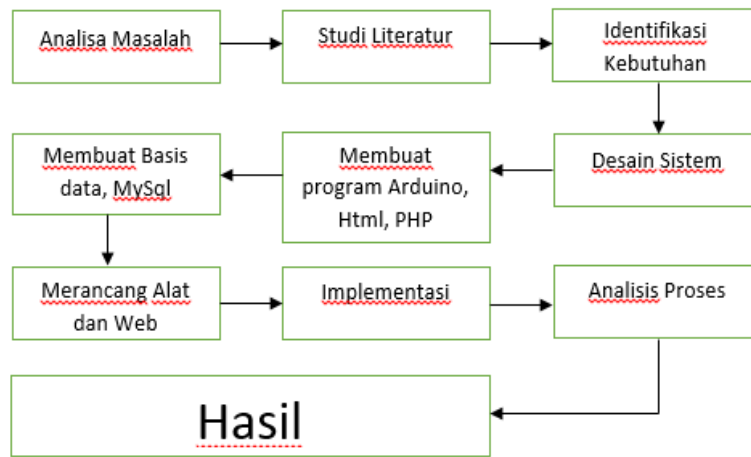 Analisa Masalah
Studi Literatur
Identifikasi
Kebutuhan
Desain Sistem
Membuat
program Arduino,
Html, PHP
Membuat Basis
data, MySql
Merancang Alat
dan Web
Implementasi
Analisis Proses
Hasil